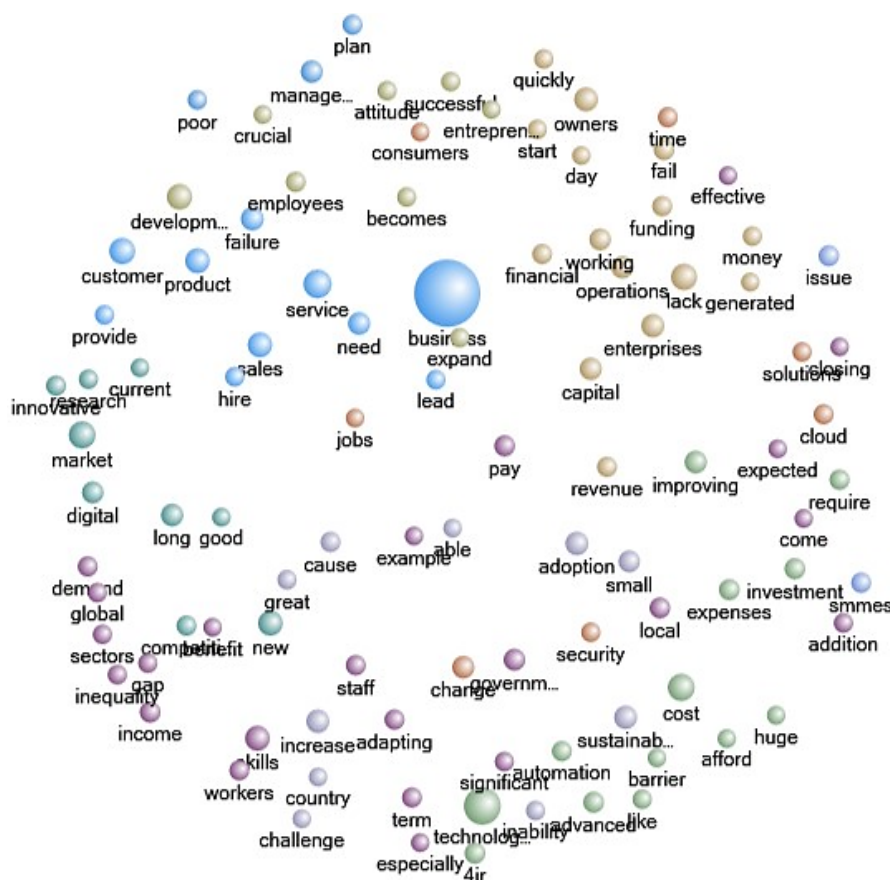 plan
quickly
manage...
attitude
successful
owners
poor
crucial
entrepren...
consumers
start
time
day
fail
employees
becomes
effective
developm...
failure
funding
working
money
customer
product
financial
operations
lack
generated
issue
service
provide
need
business
expand
enterprises
sales
solutions
closing
current
research
innovative
hire
lead
capital
jobs
cloud
market
pay
revenue
improving
expected
require
digital
long
good
come
cause
example
able
adoption
small
investment
demand
great
global
expenses
smmes
local
addition
sectors
competiti...
benefit
new
security
gap
inequality
staff
change
governm...
income
cost
skills
increase
adapting
sustainab...
huge
afford
workers
country
significant
automation
barrier
term
challenge
technolog...
inability
advanced
like
especially
4ir